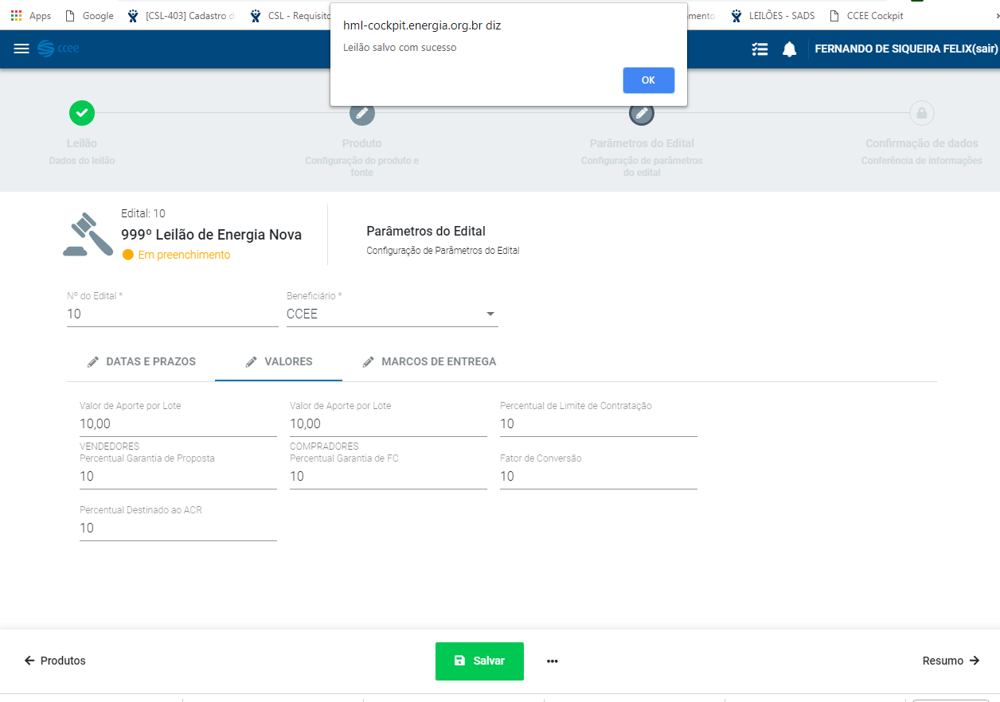 Apps
Google
[CSL-403] Cadastro d
CSL - Requisito
mento
LEILÕES - SADS
CCEE Cockpit
hml-cockpit.energia.org.br diz
Leilão salvo com sucesso
OK
ccee
FERNANDO DE SIQUEIRA FELIX(sair)
Leilão
Dados do leilão
Produto
Configuração do produto e
fonte
Parâmetros do Edital
Configuração de parâmetros
do edital
Confirmação de dados
Conferência de informações
Edital: 10
999º Leilão de Energia Nova
Em preenchimento
Parâmetros do Edital
Configuração de Parâmetros do Edital
Nº do Edital *
10
Beneficiário *
CCEE
DATAS E PRAZOS
VALORES
MARCOS DE ENTREGA
Valor de Aporte por Lote
10,00
VENDEDORES
Valor de Aporte por Lote
10,00
COMPRADORES
Percentual de Limite de Contratação
10
Percentual Garantia de Proposta
10
Percentual Garantia de FC
10
Fator de Conversão
10
Percentual Destinado ao ACR
10
Produtos
Salvar
Resumo